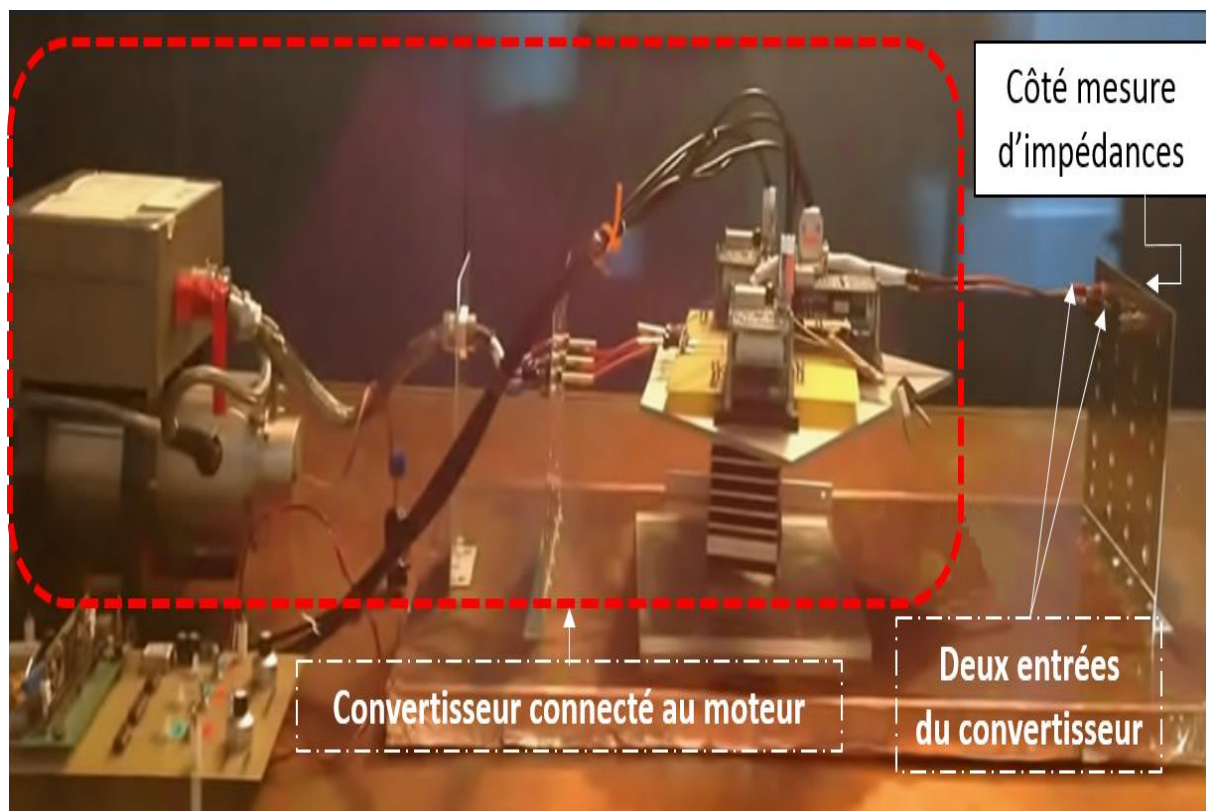 Côté mesure
d’impédances
Convertisseur connecté au moteur
Deux entrées
du convertisseur